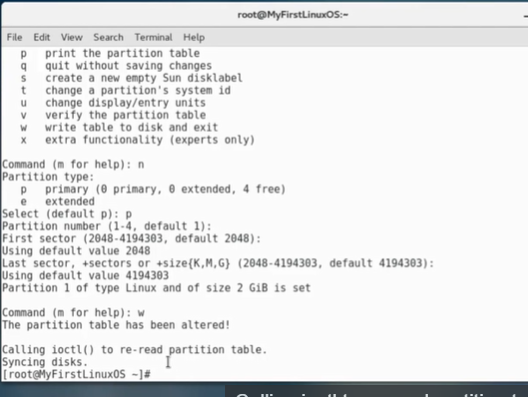 root@MyFirstLinuxOS:~
File Edit View Search Terminal Help
p print the partition table
q quit without saving changes
s create a new empty Sun disklabel
t change a partition's system id
u change display/entry units
v verify the partition table
w write table to disk and exit
x extra functionality (experts only)
Command (m for help): n
Partition type:
p primary (0 primary, 0 extended, 4 free)
e extended
Select (default p): p
Partition number (1-4, default 1):
First sector (2048-4194303, default 2048):
Using default value 2048
Last sector, +sectors or +size{K,M,G} (2048-4194303, default 4194303):
Using default value 4194303
Partition 1 of type Linux and of size 2 GiB is set
Command (m for help): w
The partition table has been altered!
Calling ioctl() to re-read partition table.
Syncing disks.
[root@MyFirstLinuxOS ~]#